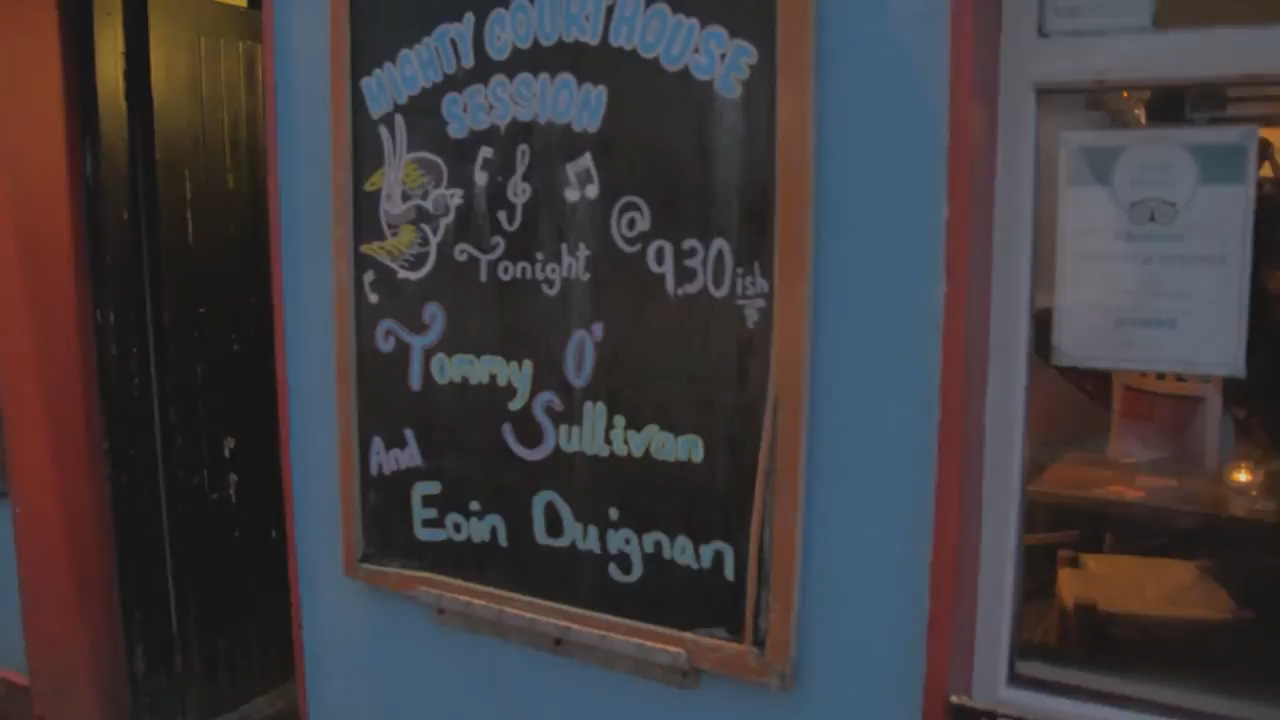 MIGHTY COURTHOUSE
SESSION
Tonight
@ 9.30ish
Tommy O'
Sullivan
And
Eoin Duignan